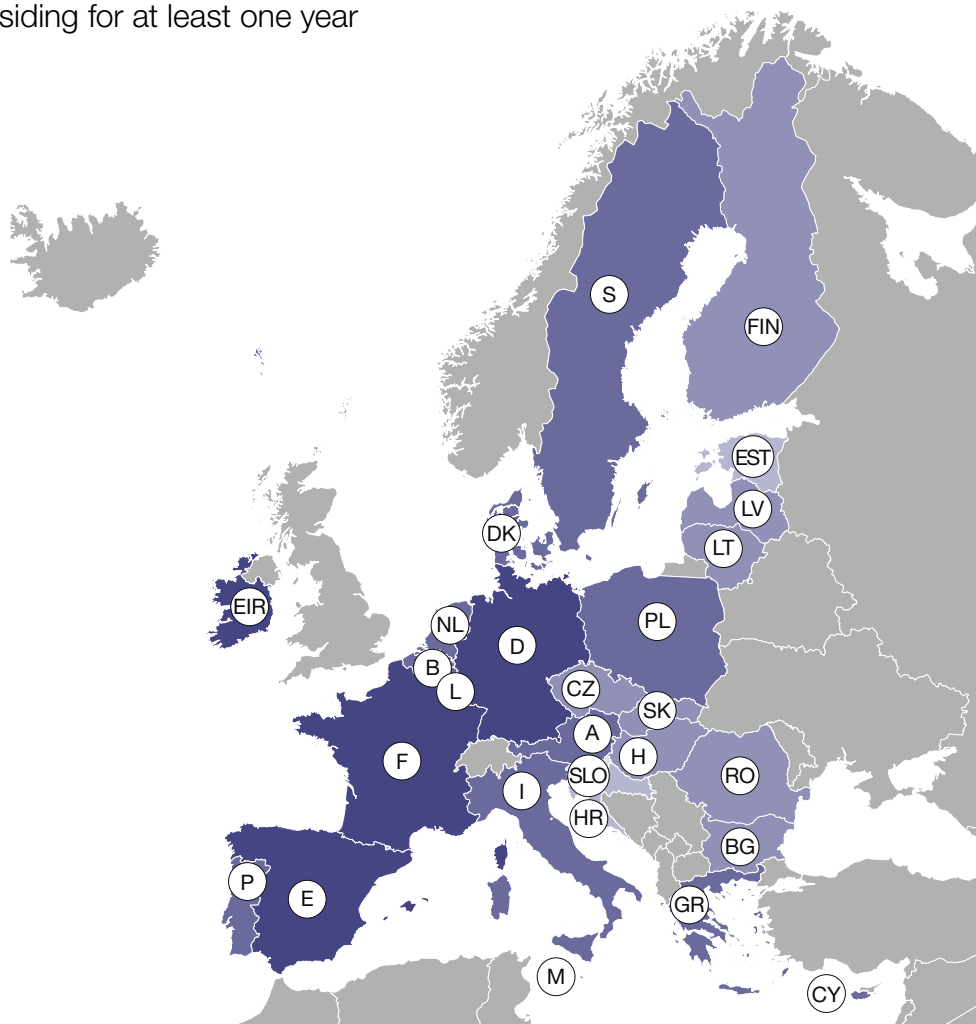 siding for at least one year
S
FIN
EST
LV
DK
LT
EIR
NL
PL
D
B
L
CZ
SK
A
H
F
SLO
RO
I
HR
BG
P
E
GR
M
CY